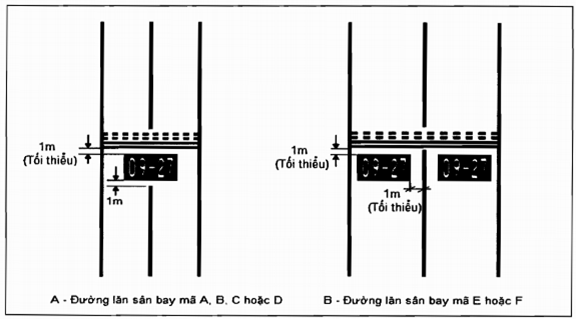 1m
(Tối thiểu)
09-27
1m
1m
(Tối thiểu)
09-27 09-27
1m
(Tối thiểu)
A - Đường lăn sân bay mã A, B, C hoặc D
B - Đường lăn sân bay mã E hoặc F